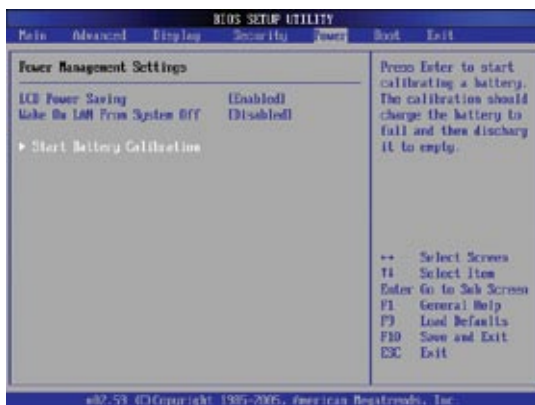 BIOS SETUP UTILITY
Main Advanced Display Security Power Boot Exit
Power Management Settings
LCD Power Saving [Enabled]
Wake On LAN From System Off [Disabled]
▶ Start Battery Calibration
Press Enter to start
calibrating a battery.
The calibration should
charge the battery to
full and then discharg
it to empty.
↔ Select Screen
↑↓ Select Item
Enter Go to Sub Screen
F1 General Help
F9 Load Defaults
F10 Save and Exit
ESC Exit
v02.59 (C)Copyright 1985-2005, American Megatrends, Inc.